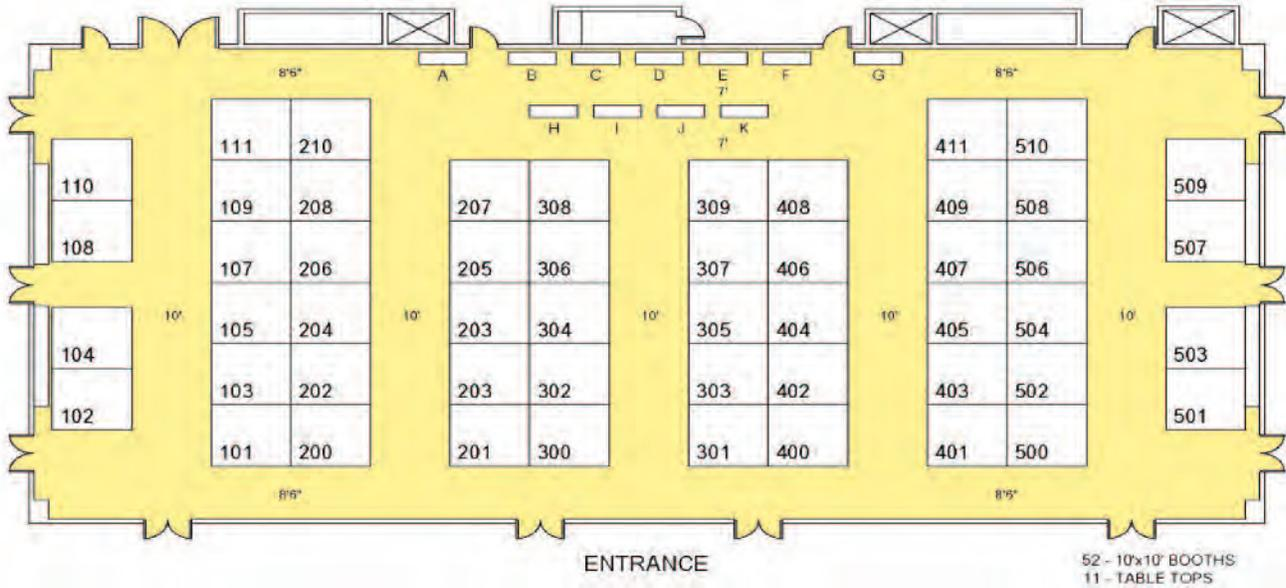 8'6" 8'6"
A B C D E F G
7'
H I J K
7'
111 210 411 510
110 509
109 208 207 308 309 408 409 508
108 507
107 206 205 306 307 406 407 506
10' 10' 10' 10' 10'
105 204 203 304 305 404 405 504
104 503
103 202 203 302 303 402 403 502
102 501
101 200 201 300 301 400 401 500
8'6" 8'6"
ENTRANCE
52 - 10'x10' BOOTHS
11 - TABLE TOPS